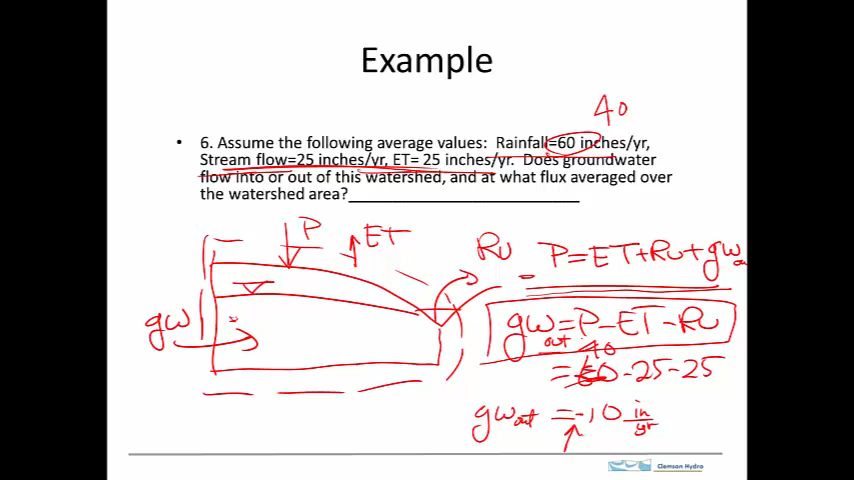 Example
40
• 6. Assume the following average values: Rainfall=60 inches/yr,
Stream flow=25 inches/yr, ET= 25 inches/yr. Does groundwater
flow into or out of this watershed, and at what flux averaged over
the watershed area?
P
ET
RU
P=ET+RU+gw
gw
gw out = P-ET-RU
40
= 60-25-25
gw out = -10 in/yr
Clemson Hydro